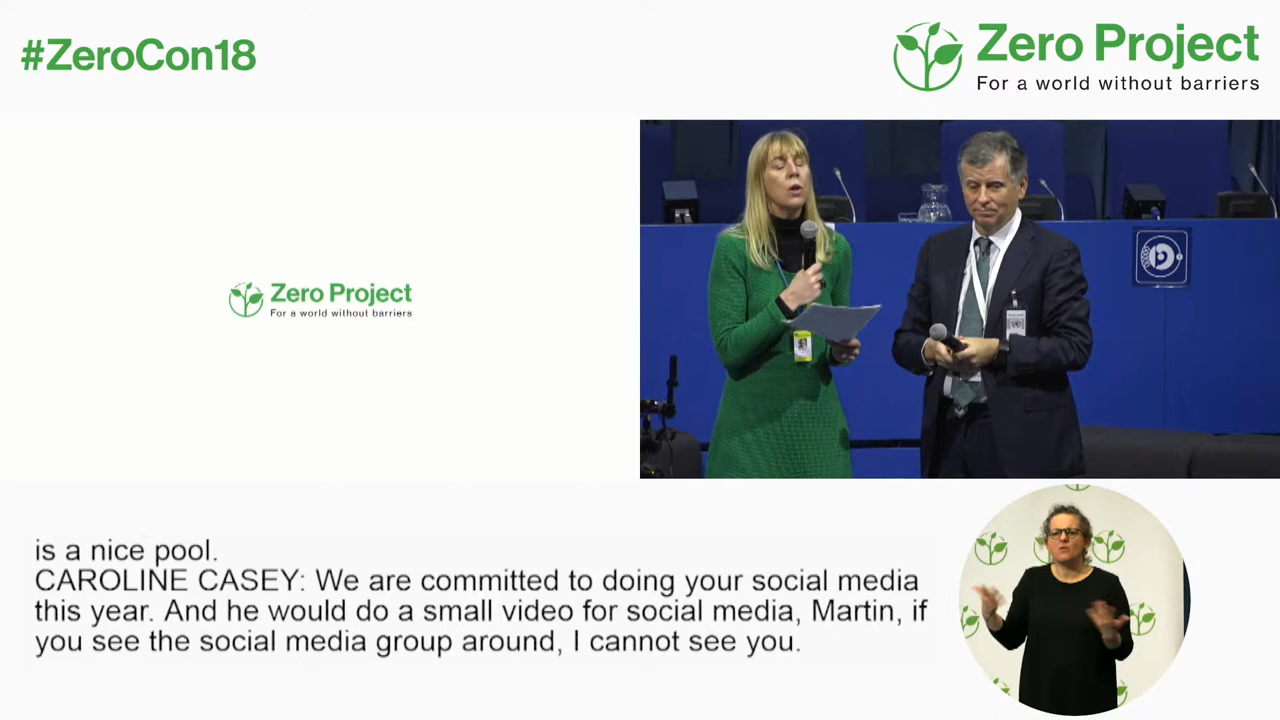 #ZeroCon18
Zero Project
For a world without barriers
Zero Project
For a world without barriers
is a nice pool.
CAROLINE CASEY: We are committed to doing your social media
this year. And he would do a small video for social media, Martin, if
you see the social media group around, I cannot see you.